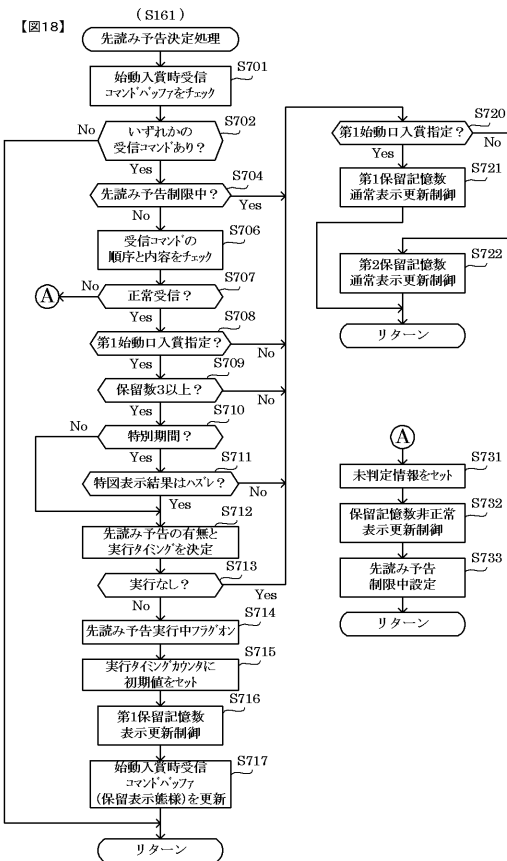 【図18】
(S161)
先読み予告決定処理
S701
始動入賞時受信
コマンドバッファをチェック
S702
No
いずれかの
受信コマンドあり？
Yes
S704
先読み予告制限中？
Yes
No
S706
受信コマンドの
順序と内容をチェック
S707
A
No
正常受信？
Yes
S708
第1始動口入賞指定？
No
Yes
S709
保留数3以上？
No
Yes
S710
No
特別期間？
Yes
S711
特図表示結果はハズレ？
No
Yes
S712
先読み予告の有無と
実行タイミングを決定
S713
実行なし？
Yes
No
S714
先読み予告実行中フラグオン
S715
実行タイミングカウンタに
初期値をセット
S716
第1保留記憶数
表示更新制御
S717
始動入賞時受信
コマンドバッファ
(保留表示態様)を更新
リターン
S720
第1始動口入賞指定？
No
Yes
S721
第1保留記憶数
通常表示更新制御
S722
第2保留記憶数
通常表示更新制御
リターン
A
S731
未判定情報をセット
S732
保留記憶数非正常
表示更新制御
S733
先読み予告
制限中設定
リターン